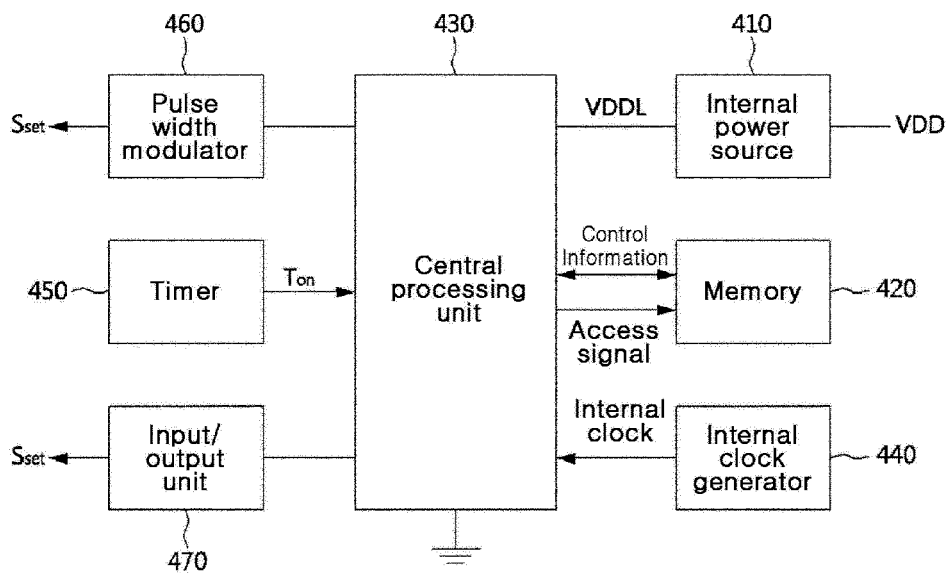 460
430
410
Sset
Pulse
width
modulator
VDDL
Internal
power
source
VDD
450
Timer
Ton
Central
processing
unit
Control
Information
Access
signal
Memory
420
Sset
Input/
output
unit
Internal
clock
Internal
clock
generator
440
470